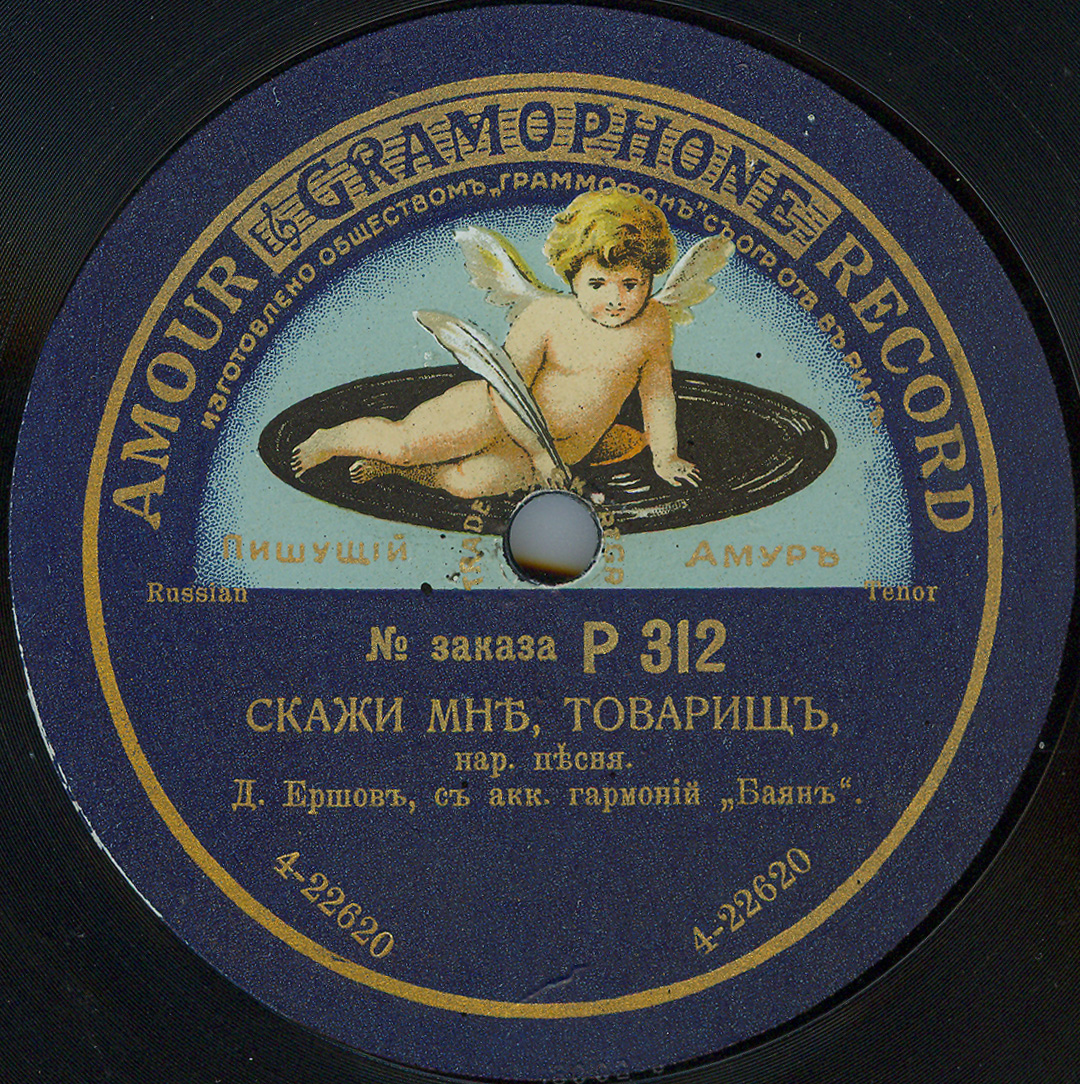 AMOUR GRAMOPHONE RECORD
ИЗГОТОВЛЕНО ОБЩЕСТВОМЪ „ГРАММОФОНЪ" СЪ ОГР. ОТВ. ВЪ РИГѢ
ПИШУЩІЙ АМУРЪ
TRADE
Russian Tenor
№ заказа P 312
СКАЖИ МНѢ, ТОВАРИЩЪ,
нар. пѣсня.
Д. Ершовъ, съ акк. гармоній „Баянъ“.
4-22620 4-22620